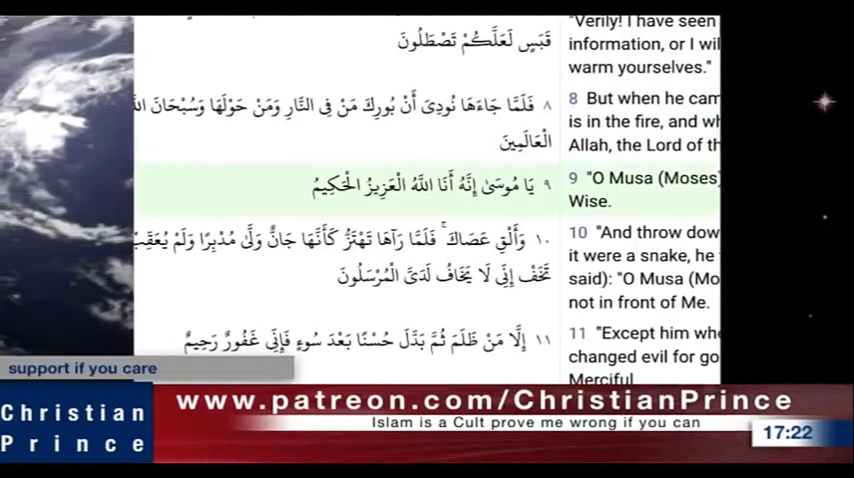 قَبَسٍ لَعَلَّكُمْ تَصْطَلُونَ
٨ فَلَمَّا جَاءَهَا نُودِيَ أَنْ بُورِكَ مَنْ فِي النَّارِ وَمَنْ حَوْلَهَا وَسُبْحَانَ
الْعَالَمِينَ
٩ يَا مُوسَىٰ إِنَّهُ أَنَا اللَّهُ الْعَزِيزُ الْحَكِيمُ
١٠ وَأَلْقِ عَصَاكَ ۚ فَلَمَّا رَآهَا تَهْتَزُّ كَأَنَّهَا جَانٌّ وَلَّىٰ مُدْبِرًا وَلَمْ
تَخَفْ إِنِّي لَا يَخَافُ لَدَيَّ الْمُرْسَلُونَ
١١ إِلَّا مَنْ ظَلَمَ ثُمَّ بَدَّلَ حُسْنًا بَعْدَ سُوءٍ فَإِنِّي غَفُورٌ رَحِيمٌ
"Verily! I have seen
information, or I wil
warm yourselves."
8 But when he cam
is in the fire, and wh
Allah, the Lord of th
9 "O Musa (Moses)
Wise.
10 "And throw dow
it were a snake, he
said): "O Musa (Mo
not in front of Me.
11 "Except him who
changed evil for go
Merciful
support if you care
Christian
Prince
www.patreon.com/ChristianPrince
Islam is a Cult prove me wrong if you can
17:22